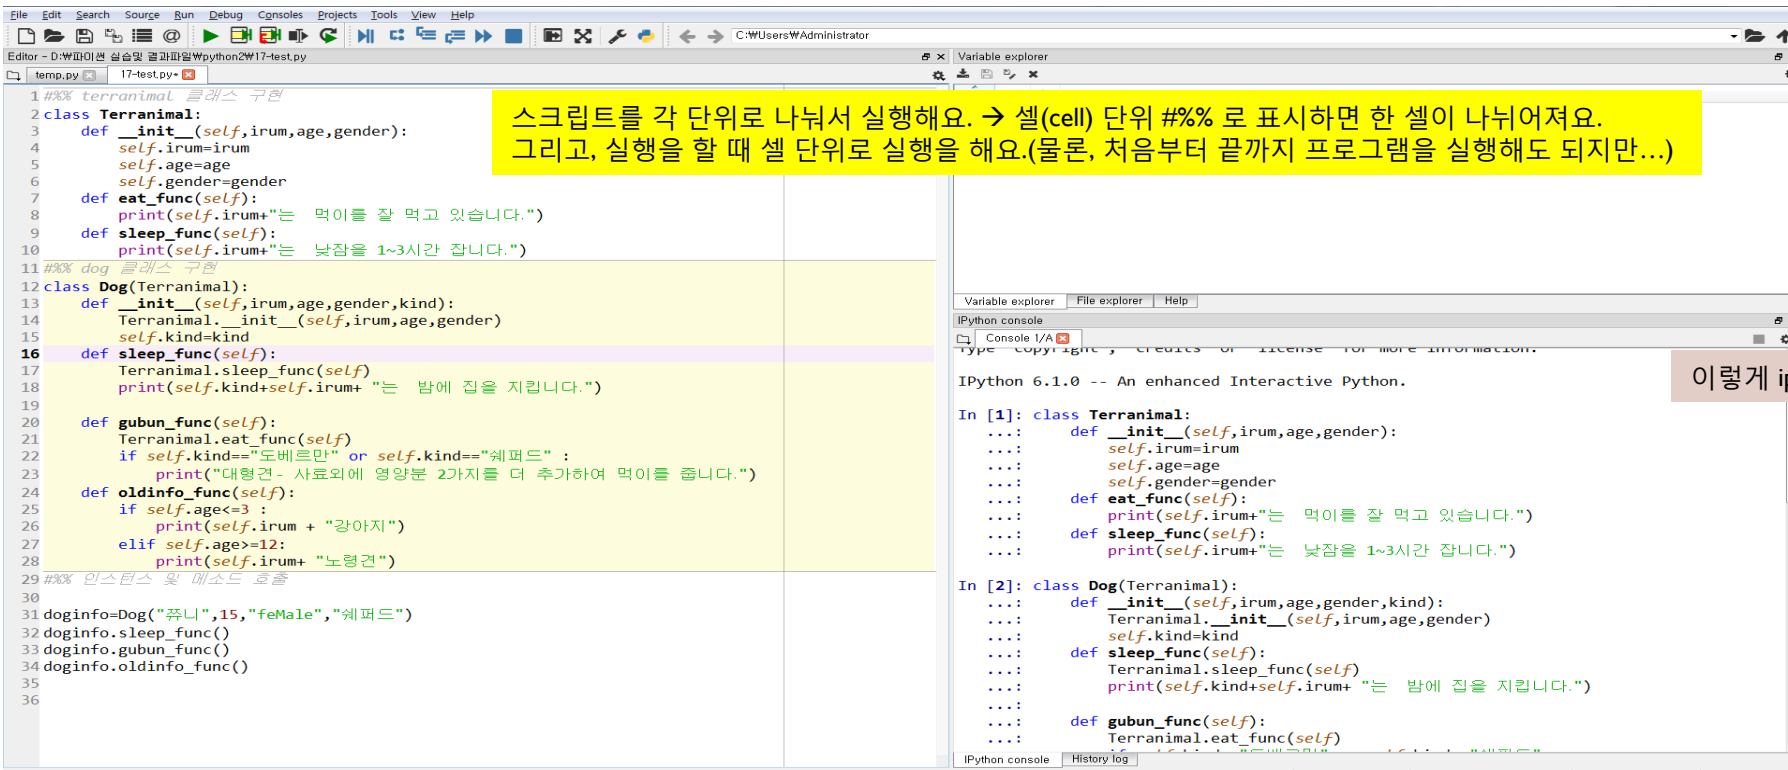 File Edit Search Source Run Debug Consoles Projects Tools View Help
C:₩Users₩Administrator
Editor - D:₩파이썬 실습및 결과파일₩python2₩17-test.py
temp.py
17-test.py*
1 #%% terranimal 클래스 구현
2 class Terranimal:
3     def __init__(self,irum,age,gender):
4         self.irum=irum
5         self.age=age
6         self.gender=gender
7     def eat_func(self):
8         print(self.irum+"는  먹이를 잘 먹고 있습니다.")
9     def sleep_func(self):
10         print(self.irum+"는  낮잠을 1~3시간 잡니다.")
11 #%% dog 클래스 구현
12 class Dog(Terranimal):
13     def __init__(self,irum,age,gender,kind):
14         Terranimal.__init__(self,irum,age,gender)
15         self.kind=kind
16     def sleep_func(self):
17         Terranimal.sleep_func(self)
18         print(self.kind+self.irum+ "는  밤에 집을 지킵니다.")
19
20     def gubun_func(self):
21         Terranimal.eat_func(self)
22         if self.kind=="도베르만" or self.kind=="쉐퍼드" :
23             print("대형견- 사료외에 영양분 2가지를 더 추가하여 먹이를 줍니다.")
24     def oldinfo_func(self):
25         if self.age<=3 :
26             print(self.irum + "강아지")
27         elif self.age>=12:
28             print(self.irum+ "노령견")
29 #%% 인스턴스 및 메소드 호출
30
31 doginfo=Dog("쮸니",15,"feMale","쉐퍼드")
32 doginfo.sleep_func()
33 doginfo.gubun_func()
34 doginfo.oldinfo_func()
35
36
스크립트를 각 단위로 나눠서 실행해요. → 셀(cell) 단위 #%% 로 표시하면 한 셀이 나뉘어져요.
그리고, 실행을 할 때 셀 단위로 실행을 해요.(물론, 처음부터 끝까지 프로그램을 실행해도 되지만…)
Variable explorer
Variable explorer File explorer Help
IPython console
Console 1/A
Type "copyright", "credits" or "license" for more information.
이렇게 ip
IPython 6.1.0 -- An enhanced Interactive Python.
In [1]: class Terranimal:
...:     def __init__(self,irum,age,gender):
...:         self.irum=irum
...:         self.age=age
...:         self.gender=gender
...:     def eat_func(self):
...:         print(self.irum+"는  먹이를 잘 먹고 있습니다.")
...:     def sleep_func(self):
...:         print(self.irum+"는  낮잠을 1~3시간 잡니다.")
In [2]: class Dog(Terranimal):
...:     def __init__(self,irum,age,gender,kind):
...:         Terranimal.__init__(self,irum,age,gender)
...:         self.kind=kind
...:     def sleep_func(self):
...:         Terranimal.sleep_func(self)
...:         print(self.kind+self.irum+ "는  밤에 집을 지킵니다.")
...:
...:     def gubun_func(self):
...:         Terranimal.eat_func(self)
IPython console History log